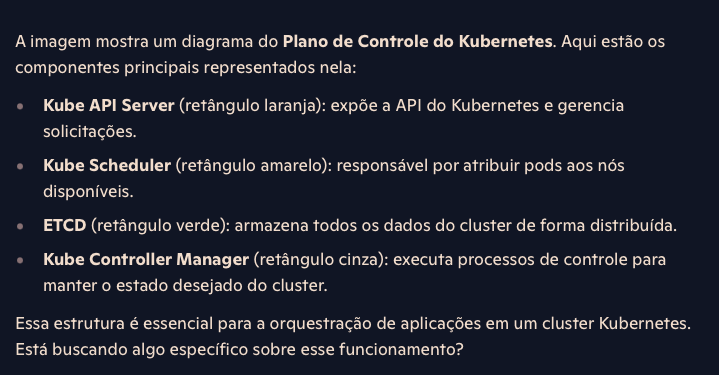 A imagem mostra um diagrama do Plano de Controle do Kubernetes. Aqui estão os
componentes principais representados nela:
• Kube API Server (retângulo laranja): expõe a API do Kubernetes e gerencia
solicitações.
• Kube Scheduler (retângulo amarelo): responsável por atribuir pods aos nós
disponíveis.
• ETCD (retângulo verde): armazena todos os dados do cluster de forma distribuída.
• Kube Controller Manager (retângulo cinza): executa processos de controle para
manter o estado desejado do cluster.
Essa estrutura é essencial para a orquestração de aplicações em um cluster Kubernetes.
Está buscando algo específico sobre esse funcionamento?